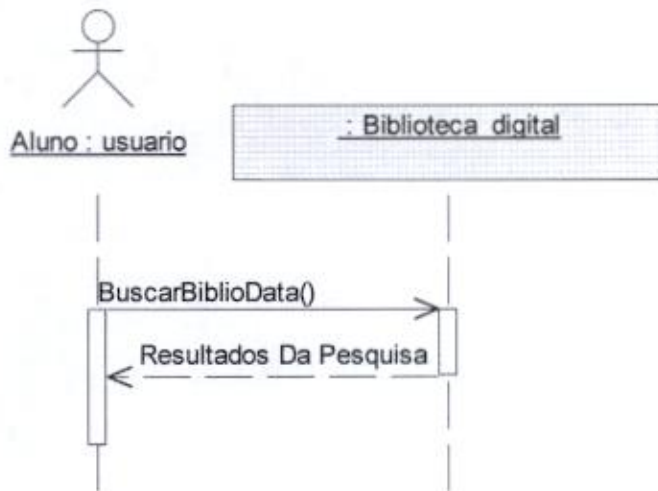 Aluno : usuario
: Biblioteca digital
BuscarBiblioData()
Resultados Da Pesquisa